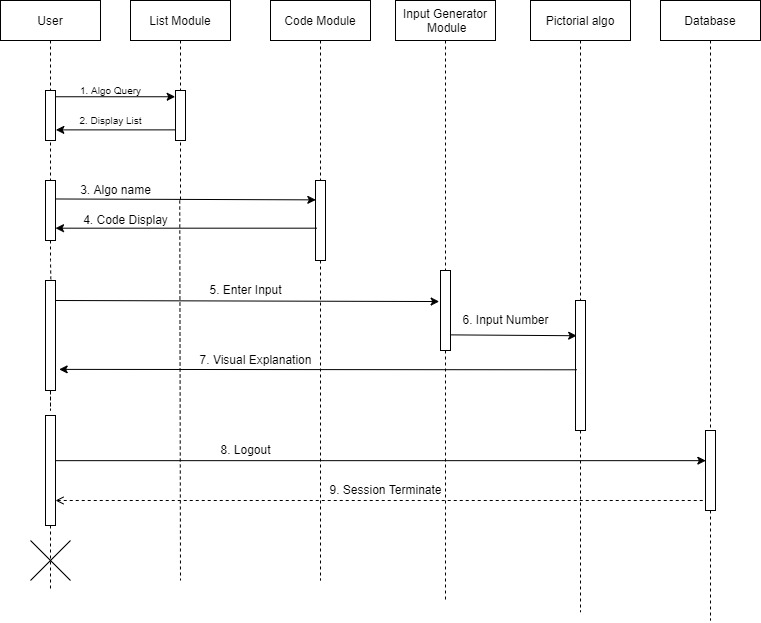 User
List Module
Code Module
Input Generator
Module
Pictorial algo
Database
1. Algo Query
2. Display List
3. Algo name
4. Code Display
5. Enter Input
6. Input Number
7. Visual Explanation
8. Logout
9. Session Terminate